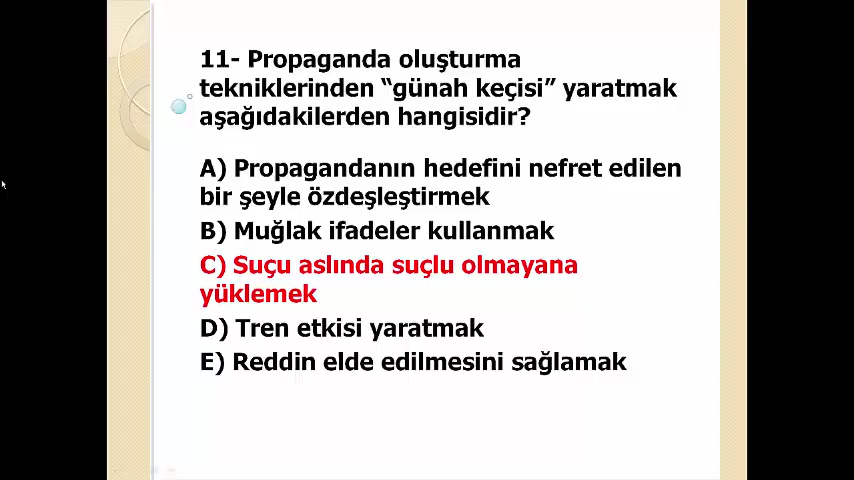 11- Propaganda oluşturma
tekniklerinden “günah keçisi” yaratmak
aşağıdakilerden hangisidir?
A) Propagandanın hedefini nefret edilen
bir şeyle özdeşleştirmek
B) Muğlak ifadeler kullanmak
C) Suçu aslında suçlu olmayana
yüklemek
D) Tren etkisi yaratmak
E) Reddin elde edilmesini sağlamak